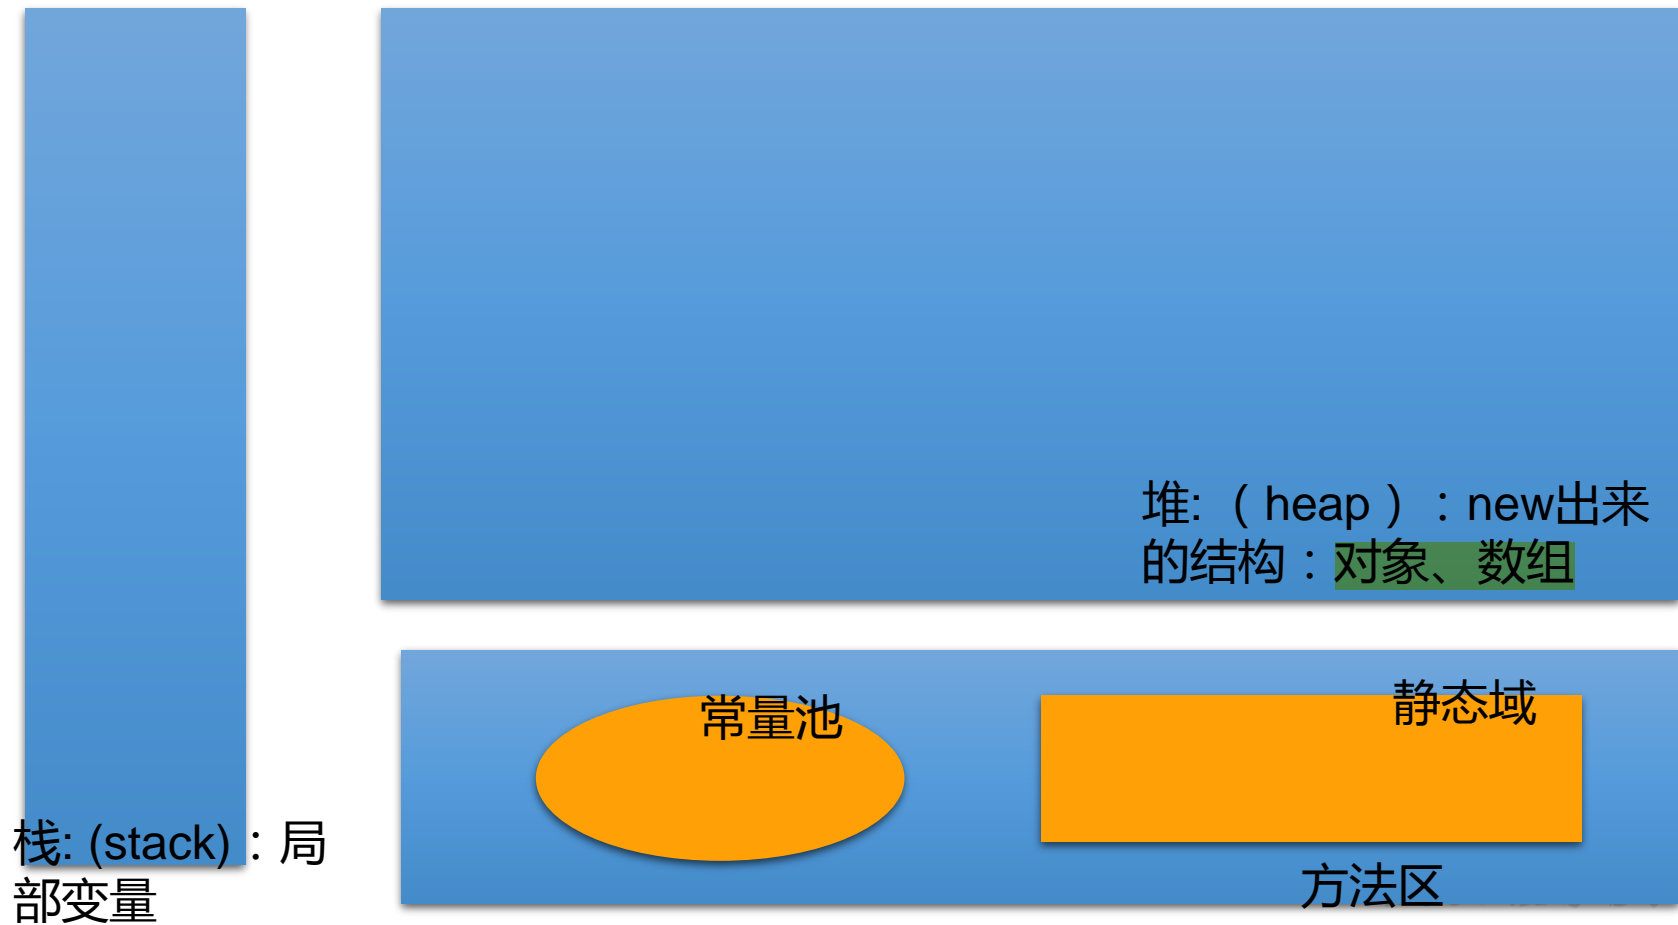 堆: （heap）：new出来
的结构：对象、数组
常量池
静态域
栈: (stack)：局
部变量
方法区